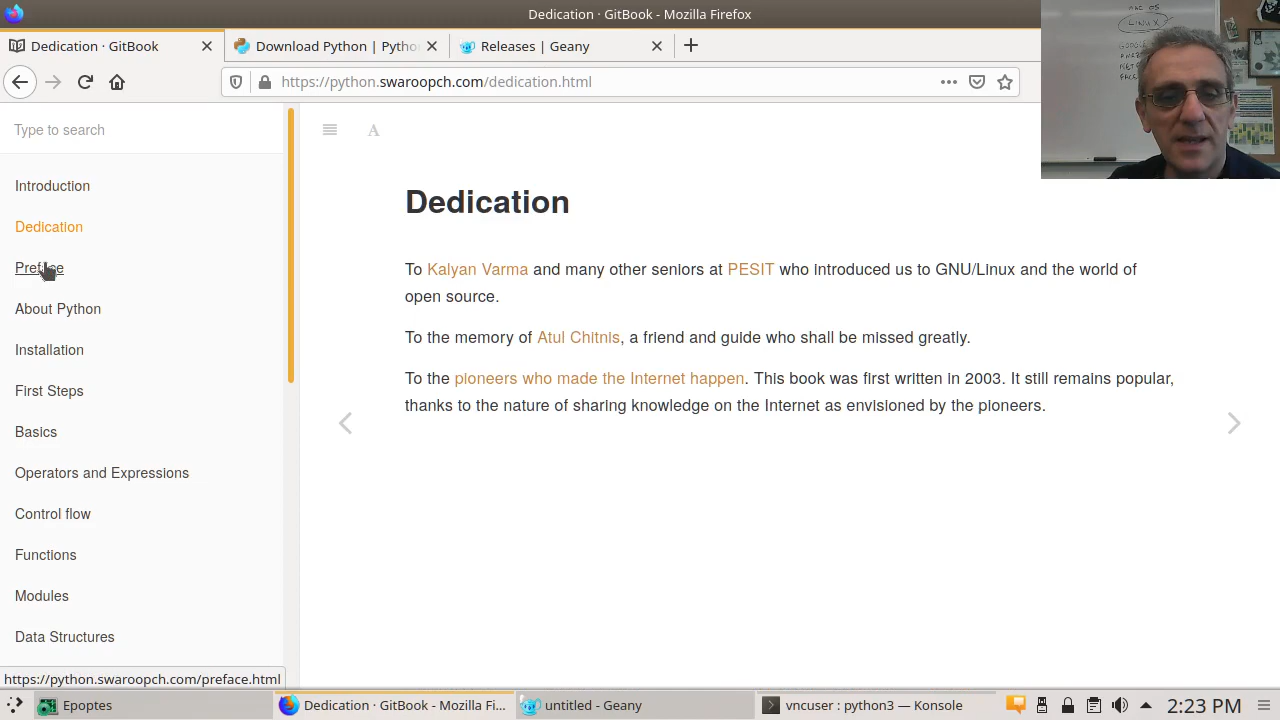 Dedication · GitBook - Mozilla Firefox
Dedication · GitBook
Download Python | Pytho
Releases | Geany
https://python.swaroopch.com/dedication.html
LINUX
Type to search
A
Introduction
Dedication
Preface
About Python
Installation
First Steps
Basics
Operators and Expressions
Control flow
Functions
Modules
Data Structures
Dedication
To Kalyan Varma and many other seniors at PESIT who introduced us to GNU/Linux and the world of
open source.
To the memory of Atul Chitnis, a friend and guide who shall be missed greatly.
To the pioneers who made the Internet happen. This book was first written in 2003. It still remains popular,
thanks to the nature of sharing knowledge on the Internet as envisioned by the pioneers.
https://python.swaroopch.com/preface.html
Epoptes
Dedication · GitBook - Mozilla Fi...
untitled - Geany
vncuser : python3 — Konsole
2:23 PM